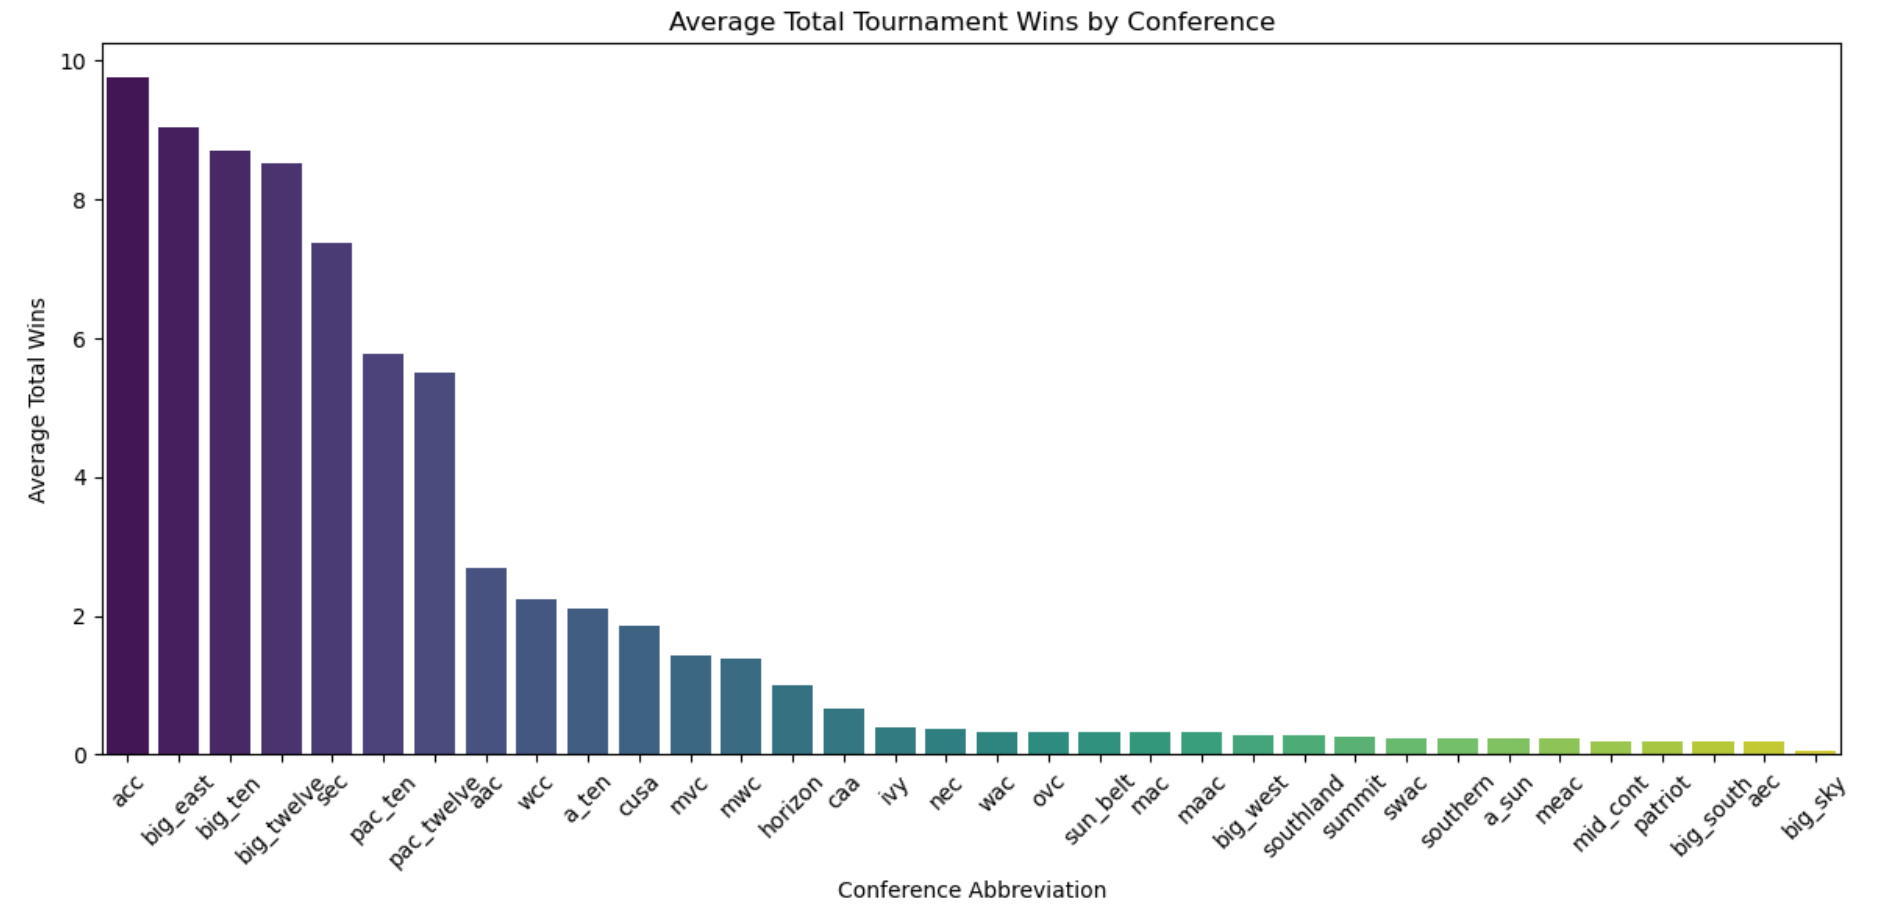 Average Total Tournament Wins by Conference
10
8
6
4
2
0
Average Total Wins
acc
big_east
big_ten
big_twelve
sec
pac_ten
pac_twelve
aac
wcc
a_ten
cusa
mvc
mwc
horizon
caa
ivy
nec
wac
ovc
sun_belt
mac
maac
big_west
southland
summit
swac
southern
a_sun
meac
mid_cont
patriot
big_south
aec
big_sky
Conference Abbreviation